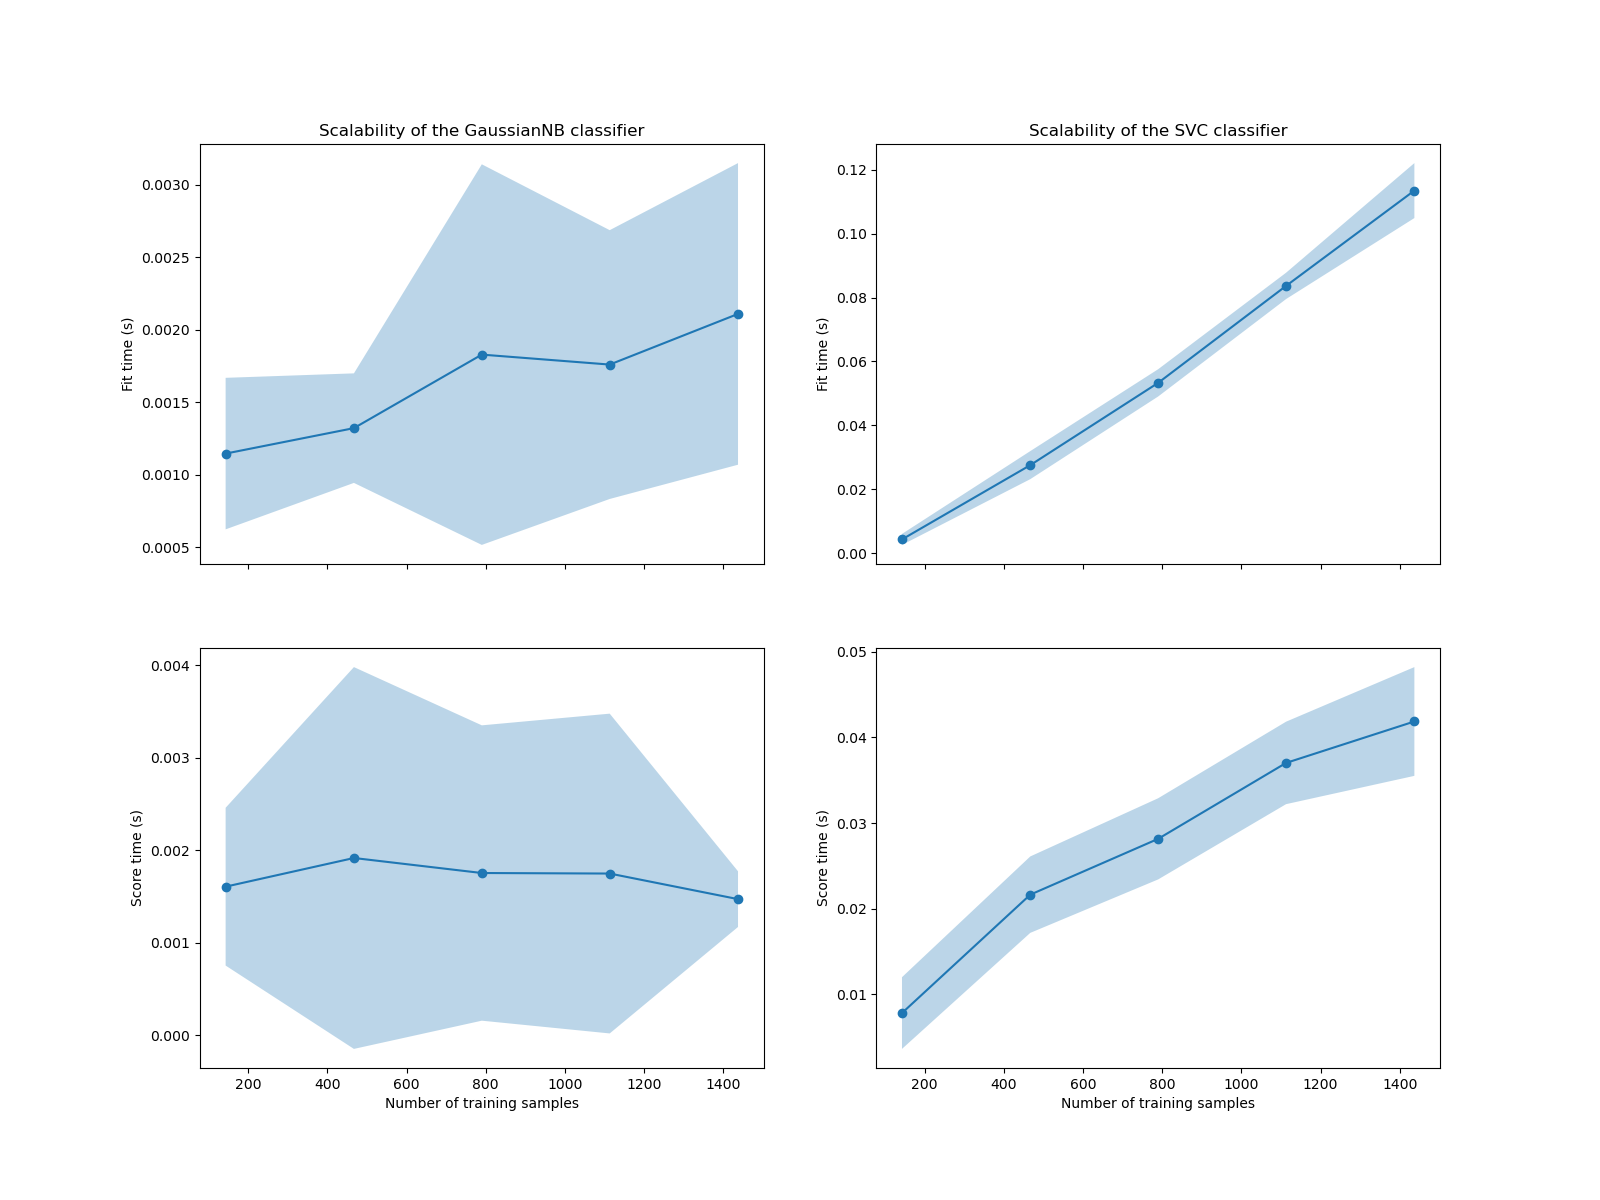 Scalability of the GaussianNB classifier
0.0030
0.0025
0.0020
0.0015
0.0010
0.0005
Fit time (s)
Scalability of the SVC classifier
0.12
0.10
0.08
0.06
0.04
0.02
0.00
Fit time (s)
0.004
0.003
0.002
0.001
0.000
Score time (s)
200 400 600 800 1000 1200 1400
Number of training samples
0.05
0.04
0.03
0.02
0.01
Score time (s)
200 400 600 800 1000 1200 1400
Number of training samples